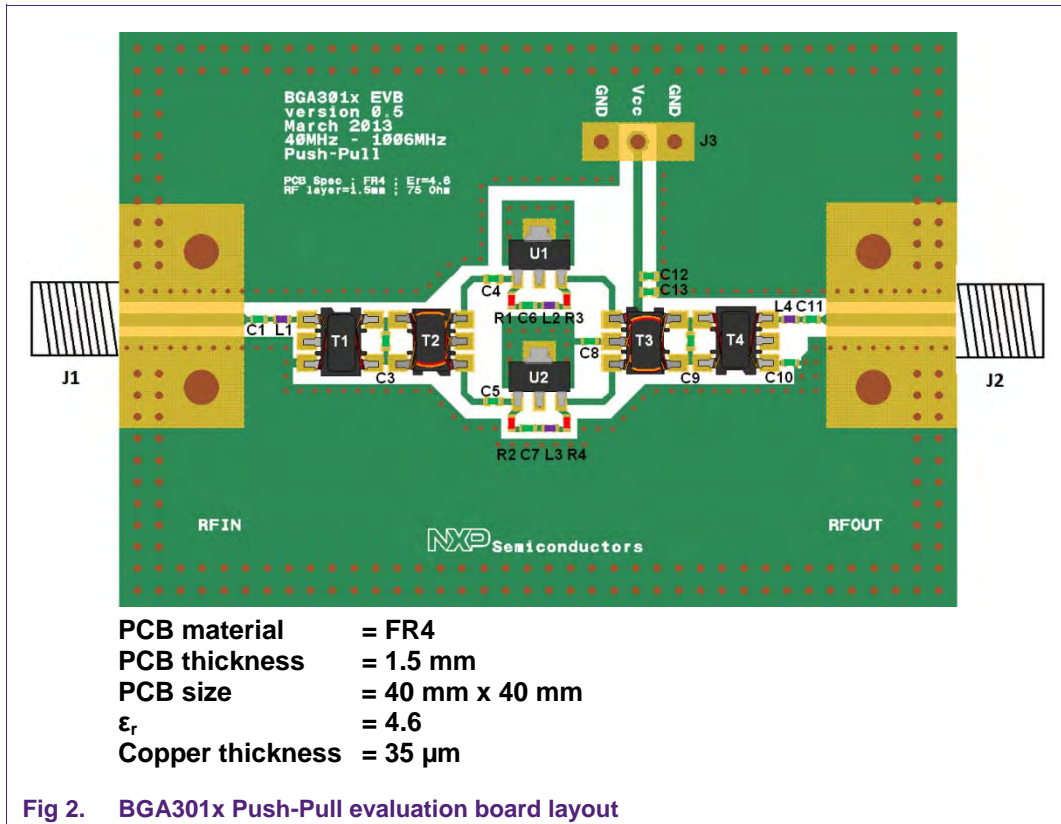 BGA301x EVB
version 0.5
March 2013
40MHz - 1006MHz
Push-Pull
PCB Spec : FR4 : Er=4.6
RF layer=1.5mm : 75 Ohm
GND Vcc GND
J3
U1
C12
C13
C4
R1 C6 L2 R3
C1 L1
T1
T2
T3
T4
L4 C11
C3
C8
U2
C9
C10
C5
R2 C7 L3 R4
J1
J2
RFIN
NXP Semiconductors
RFOUT
PCB material = FR4
PCB thickness = 1.5 mm
PCB size = 40 mm x 40 mm
εr = 4.6
Copper thickness = 35 µm
Fig 2. BGA301x Push-Pull evaluation board layout